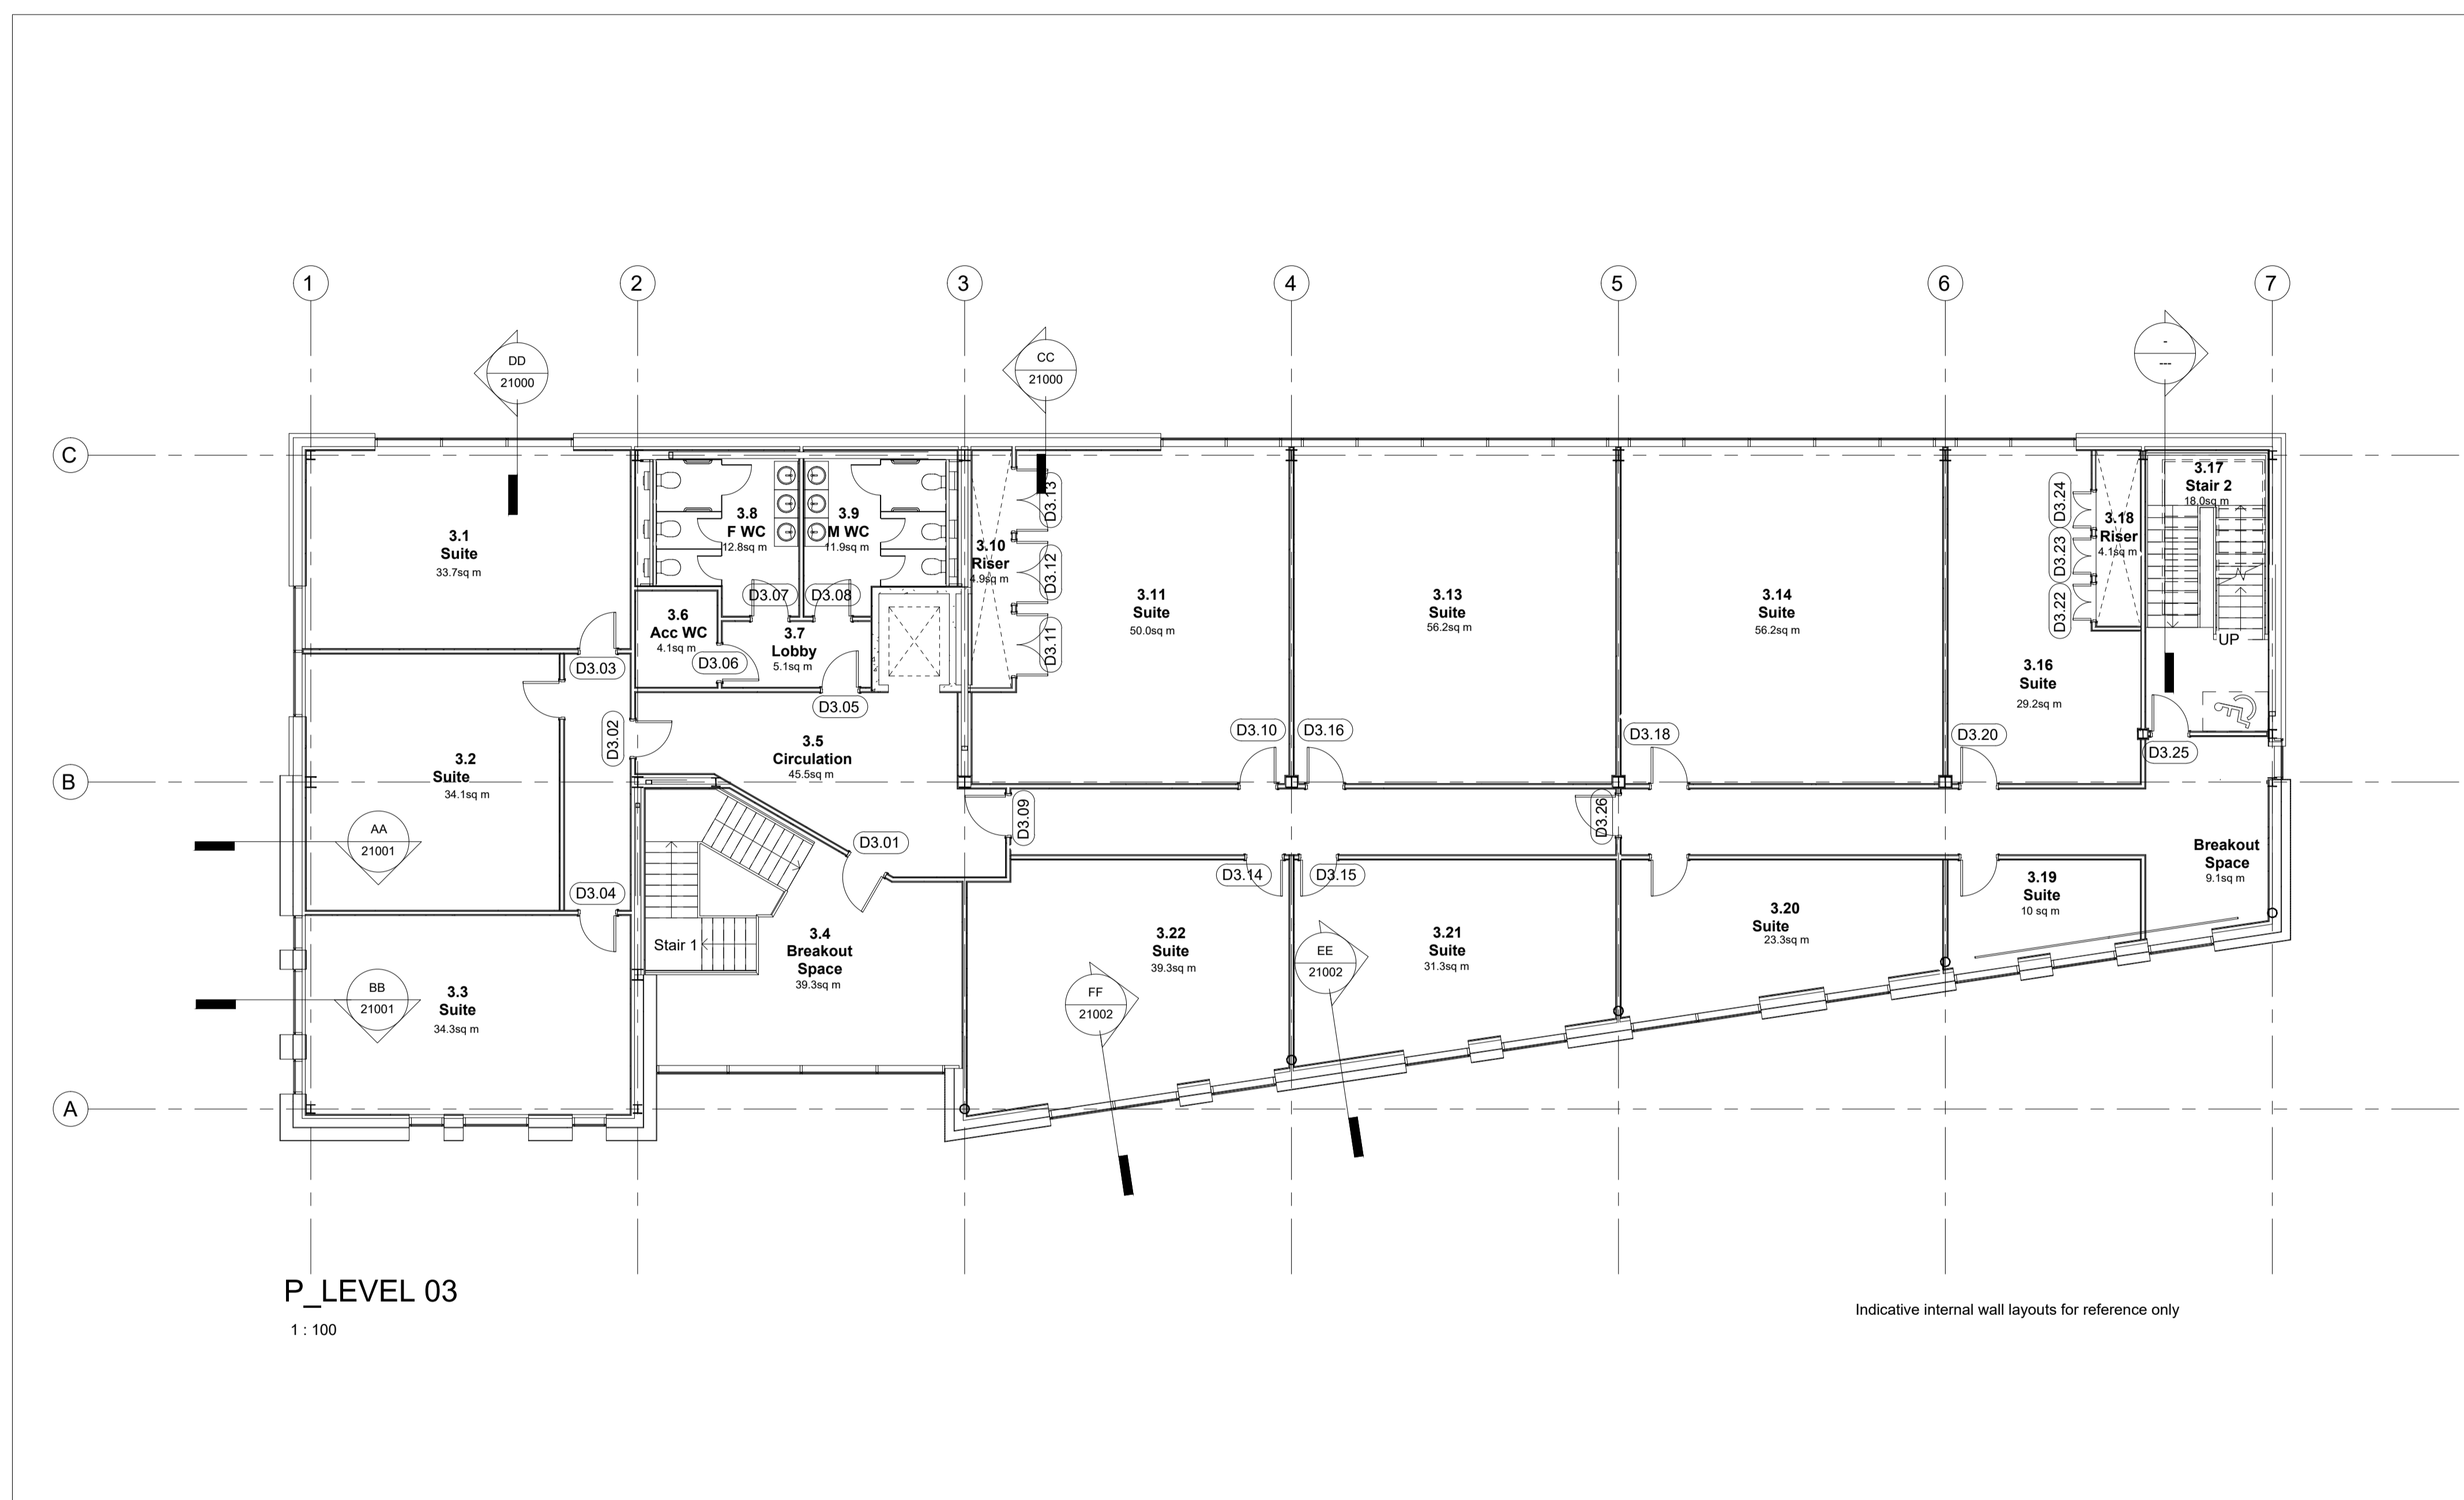 1
2
3
4
5
6
7
DD
21000
CC
21000
-
---
C
B
A
3.1
Suite
33.7sq m
3.8
F WC
12.8sq m
3.9
M WC
11.9sq m
3.10
Riser
4.9sq m
D3.13
D3.12
D3.11
3.11
Suite
50.0sq m
3.13
Suite
56.2sq m
3.14
Suite
56.2sq m
D3.24
D3.23
D3.22
3.18
Riser
4.1sq m
3.17
Stair 2
18.0sq m
UP
3.16
Suite
29.2sq m
D3.07
D3.08
3.6
Acc WC
4.1sq m
3.7
Lobby
5.1sq m
D3.06
D3.05
D3.03
D3.02
3.2
Suite
34.1sq m
3.5
Circulation
45.5sq m
D3.10
D3.16
D3.18
D3.20
D3.25
AA
21001
D3.01
D3.09
D3.26
D3.14
D3.15
D3.04
Breakout
Space
9.1sq m
3.19
Suite
10 sq m
3.20
Suite
23.3sq m
Stair 1
3.4
Breakout
Space
39.3sq m
3.22
Suite
39.3sq m
3.21
Suite
31.3sq m
EE
21002
FF
21002
BB
21001
3.3
Suite
34.3sq m
P_LEVEL 03
1 : 100
Indicative internal wall layouts for reference only